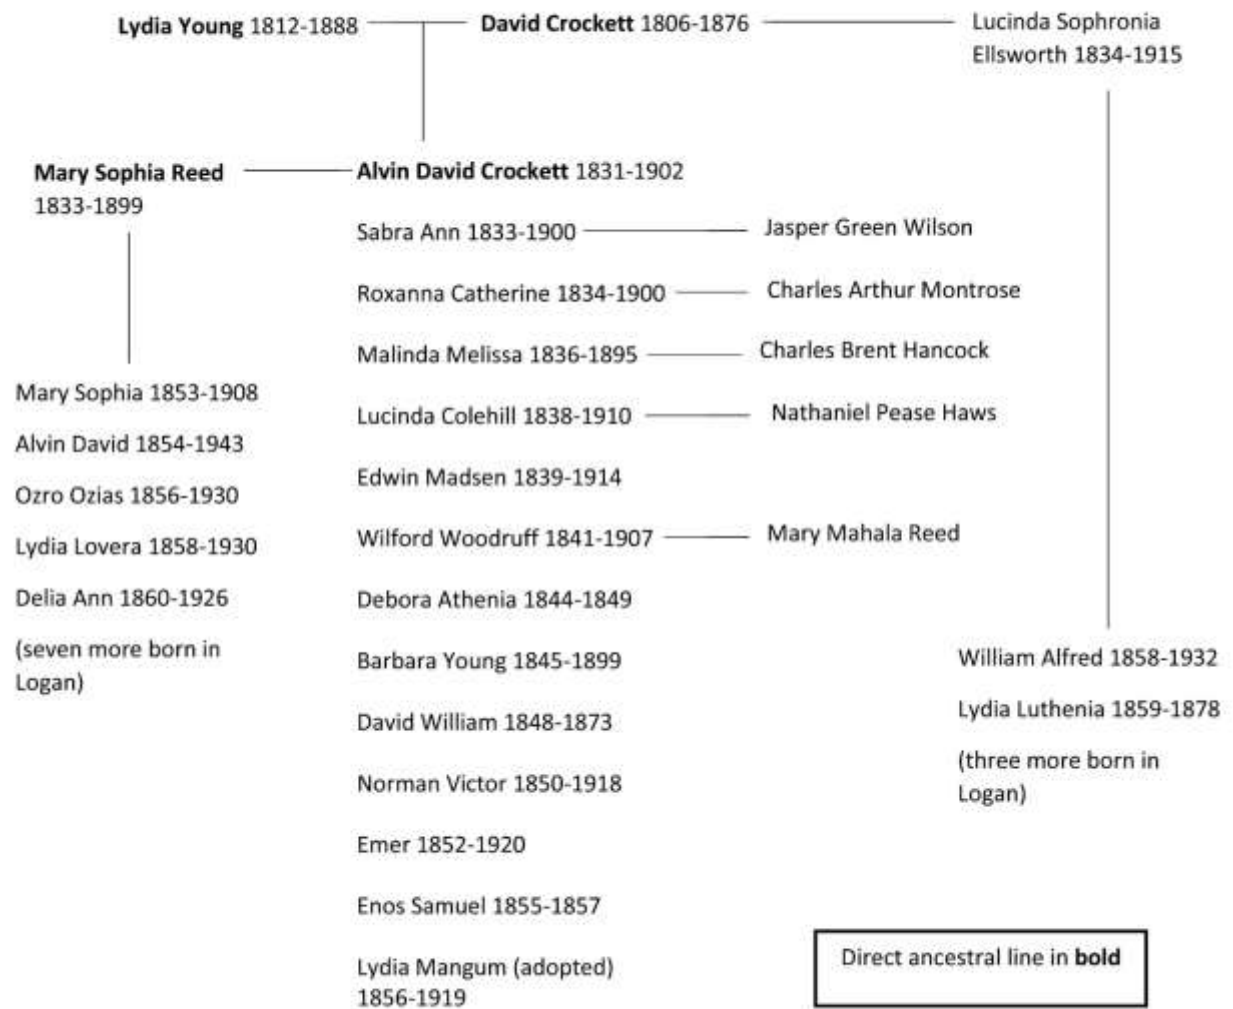 Lydia Young 1812-1888
David Crockett 1806-1876
Lucinda Sophronia
Ellsworth 1834-1915
Mary Sophia Reed
1833-1899
Alvin David Crockett 1831-1902
Sabra Ann 1833-1900
Jasper Green Wilson
Roxanna Catherine 1834-1900
Charles Arthur Montrose
Malinda Melissa 1836-1895
Charles Brent Hancock
Lucinda Colehill 1838-1910
Nathaniel Pease Haws
Edwin Madsen 1839-1914
Wilford Woodruff 1841-1907
Mary Mahala Reed
Debora Athenia 1844-1849
Barbara Young 1845-1899
David William 1848-1873
Norman Victor 1850-1918
Emer 1852-1920
Enos Samuel 1855-1857
Lydia Mangum (adopted)
1856-1919
Mary Sophia 1853-1908
Alvin David 1854-1943
Ozro Ozias 1856-1930
Lydia Lovera 1858-1930
Delia Ann 1860-1926
(seven more born in
Logan)
William Alfred 1858-1932
Lydia Luthenia 1859-1878
(three more born in
Logan)
Direct ancestral line in bold